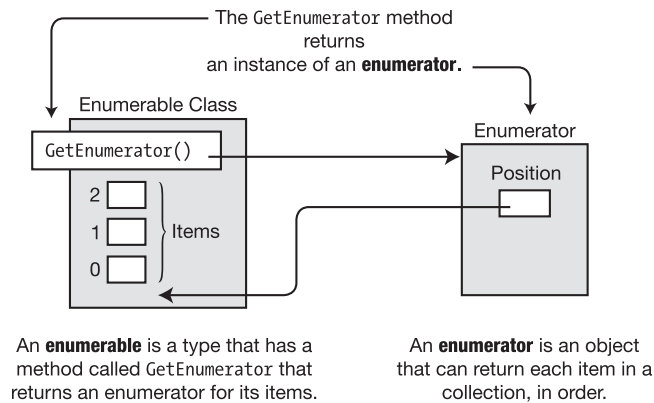 The GetEnumerator method
returns
an instance of an enumerator.
Enumerable Class
Enumerator
GetEnumerator()
Position
2
1
Items
0
An enumerable is a type that has a
method called GetEnumerator that
returns an enumerator for its items.
An enumerator is an object
that can return each item in a
collection, in order.